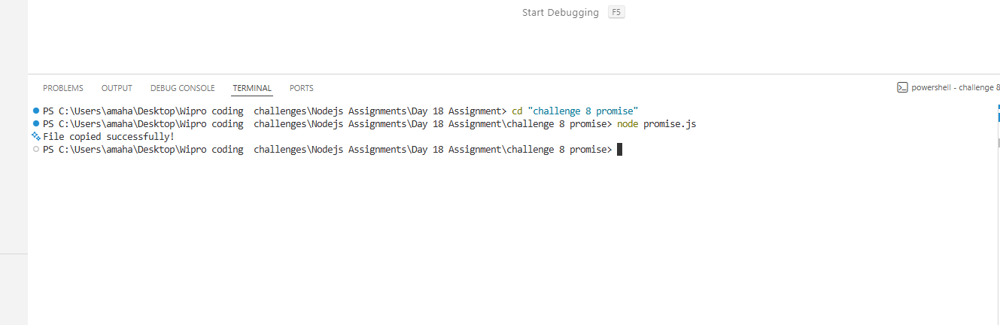 Start Debugging F5
PROBLEMS OUTPUT DEBUG CONSOLE TERMINAL PORTS powershell - challenge 8
PS C:\Users\amaha\Desktop\Wipro coding  challenges\Nodejs Assignments\Day 18 Assignment> cd "challenge 8 promise"
PS C:\Users\amaha\Desktop\Wipro coding  challenges\Nodejs Assignments\Day 18 Assignment\challenge 8 promise> node promise.js
File copied successfully!
PS C:\Users\amaha\Desktop\Wipro coding  challenges\Nodejs Assignments\Day 18 Assignment\challenge 8 promise>